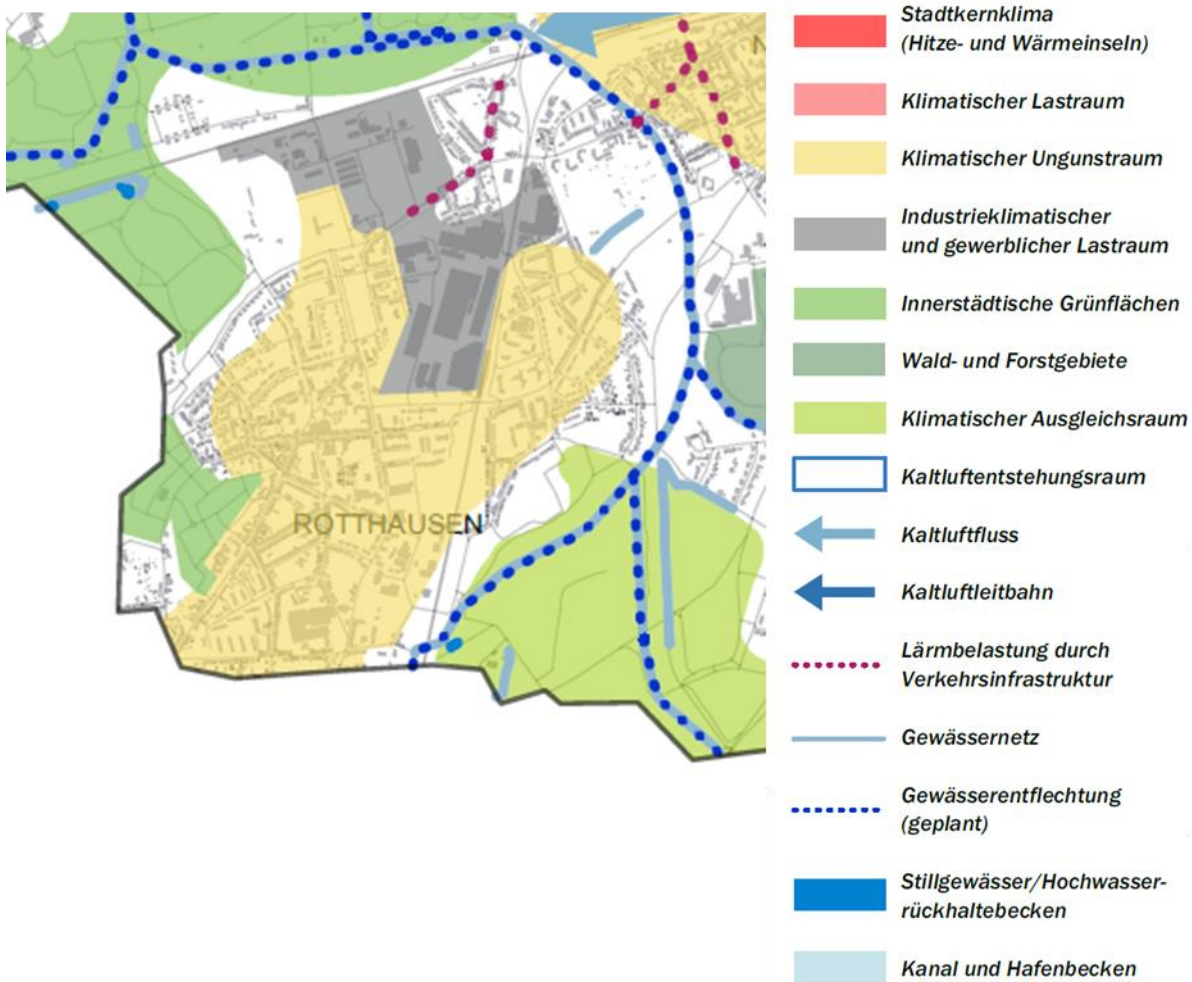 Stadtkernklima
(Hitze- und Wärmeinseln)
Klimatischer Lastraum
Klimatischer Ungunstraum
Industrieklimatischer
und gewerblicher Lastraum
Innerstädtische Grünflächen
Wald- und Forstgebiete
Klimatischer Ausgleichsraum
Kaltluftentstehungsraum
Kaltluftfluss
Kaltluftleitbahn
Lärmbelastung durch
Verkehrsinfrastruktur
Gewässernetz
Gewässerentflechtung
(geplant)
Stillgewässer/Hochwasser-
rückhaltebecken
Kanal und Hafenbecken
N
ROTTHAUSEN